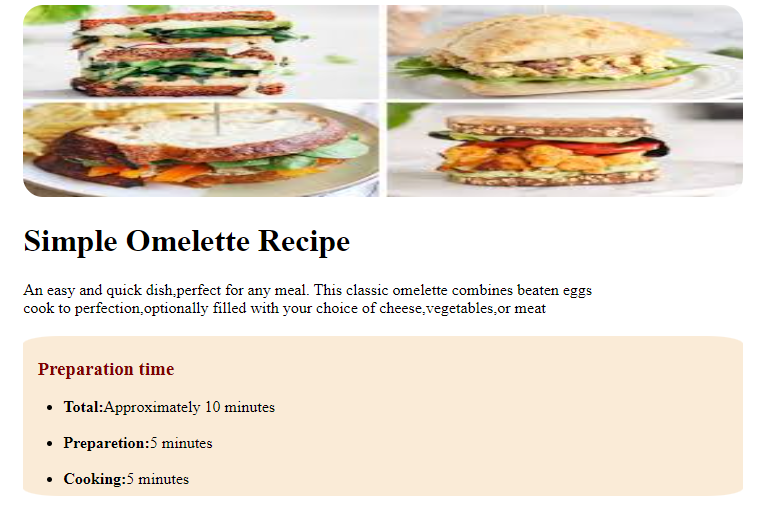 Simple Omelette Recipe
An easy and quick dish,perfect for any meal. This classic omelette combines beaten eggs
cook to perfection,optionally filled with your choice of cheese,vegetables,or meat
Preparation time
• Total:Approximately 10 minutes
• Preparetion:5 minutes
• Cooking:5 minutes